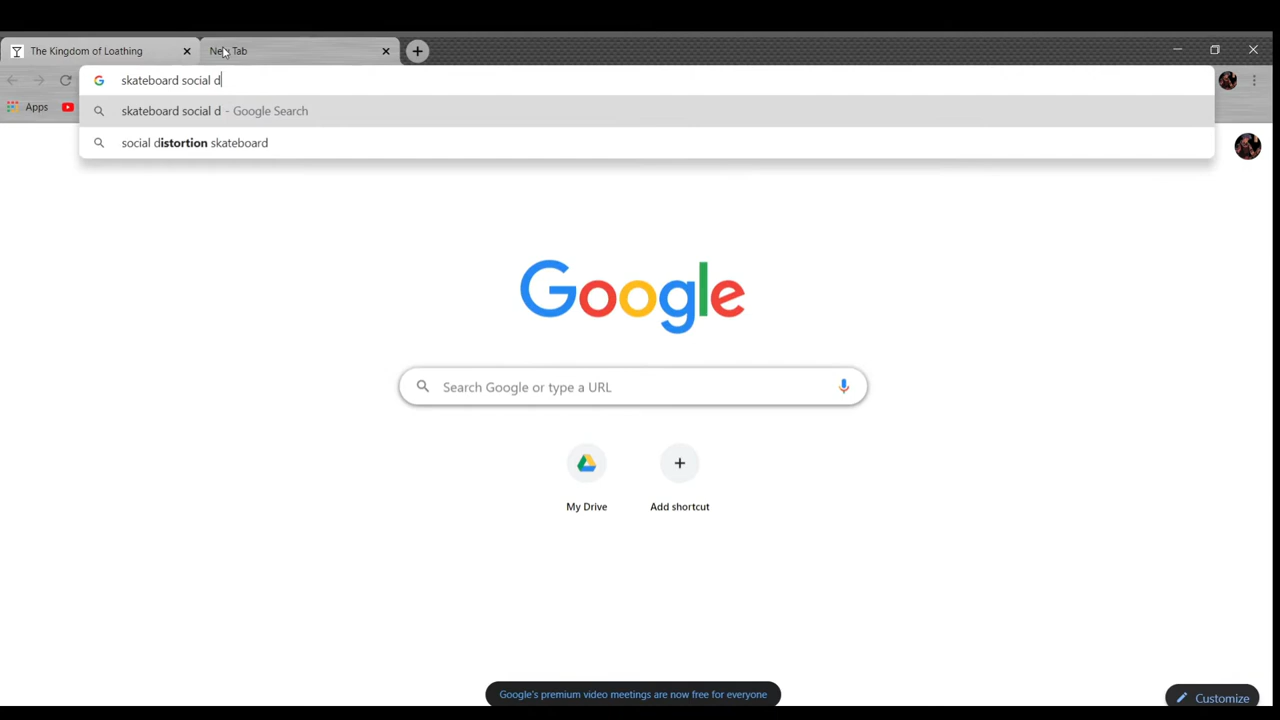 The Kingdom of Loathing
New Tab
skateboard social d
Apps
skateboard social d - Google Search
social distortion skateboard
Google
Search Google or type a URL
My Drive
Add shortcut
Google's premium video meetings are now free for everyone
Customize